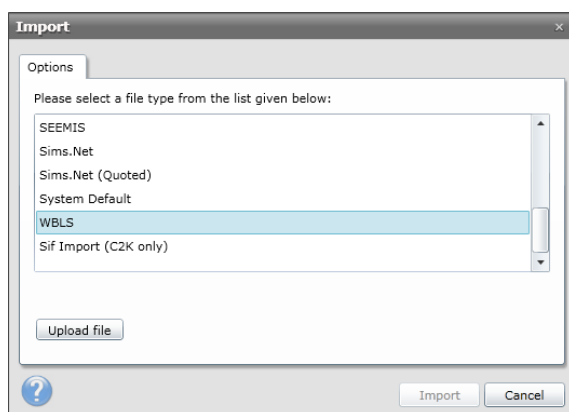 Import
Options
Please select a file type from the list given below:
SEEMIS
Sims.Net
Sims.Net (Quoted)
System Default
WBLS
Sif Import (C2K only)
Upload file
?
Import Cancel